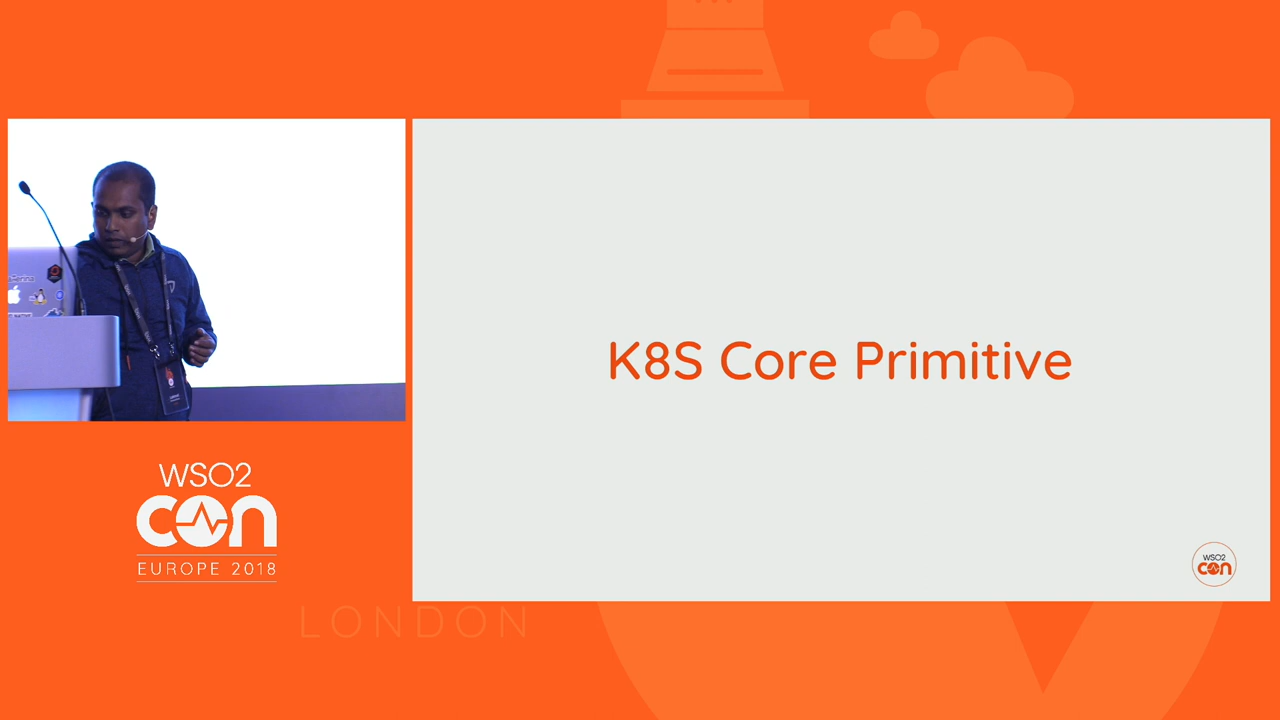 K8S Core Primitive
WSO2
con
EUROPE 2018
LONDON
WSO2
con